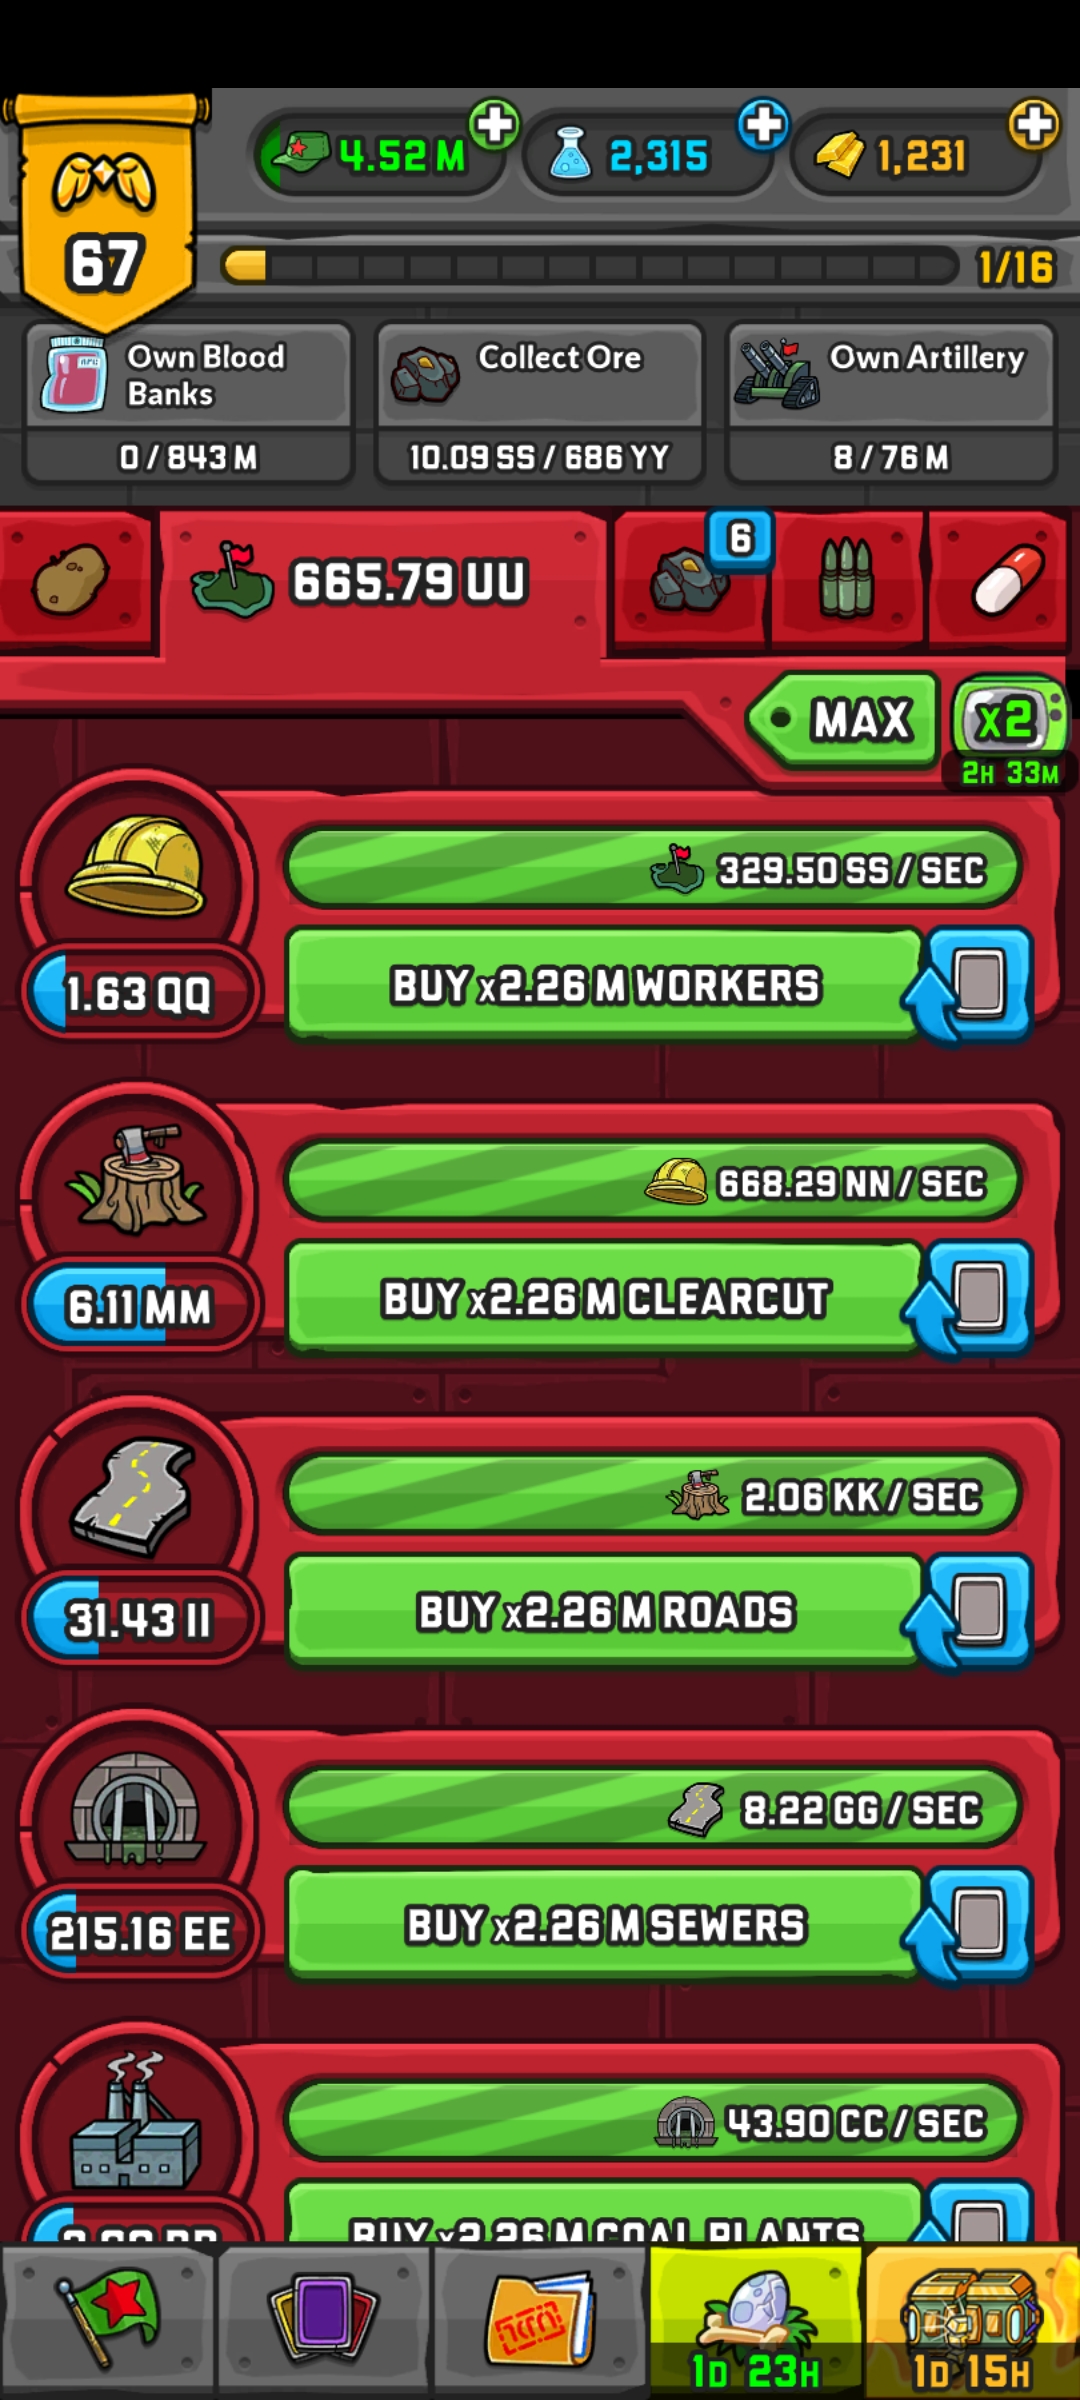 4.52 M
2,315
1,231
67
1/16
Own Blood
Banks
0 / 843 M
Collect Ore
10.09 SS / 686 YY
Own Artillery
8 / 76 M
665.79 UU
6
MAX
x2
2H 33M
329.50 SS / SEC
1.63 QQ
BUY x2.26 M WORKERS
668.29 NN / SEC
6.11 MM
BUY x2.26 M CLEARCUT
2.06 KK / SEC
31.43 II
BUY x2.26 M ROADS
8.22 GG / SEC
215.16 EE
BUY x2.26 M SEWERS
43.90 CC / SEC
BUY x2.26 M COAL PLANTS
1D 23H
1D 15H